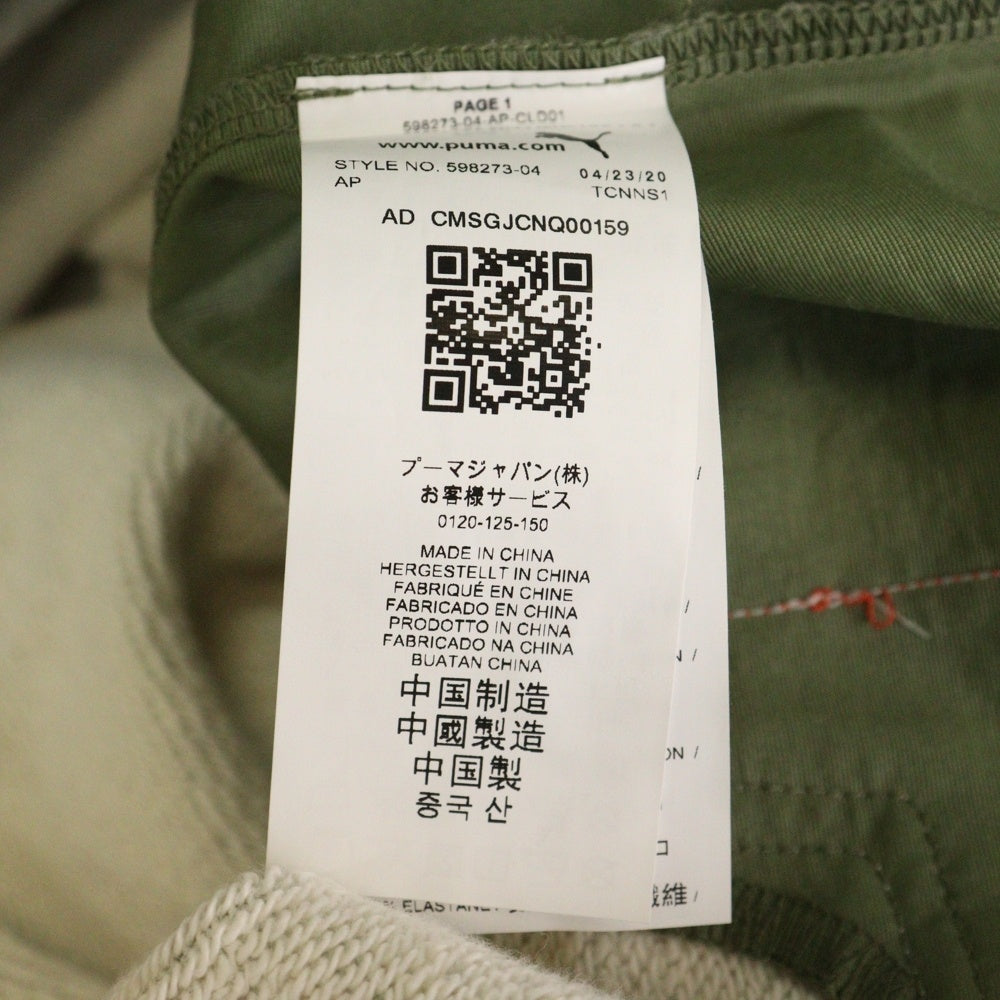 PAGE 1
598273-04 AP-CLD01
www.puma.com
STYLE NO. 598273-04 04/23/20
AP TCNNS1
AD CMSGJCNQ00159
プーマジャパン(株)
お客様サービス
0120-125-150
MADE IN CHINA
HERGESTELLT IN CHINA
FABRIQUÉ EN CHINE
FABRICADO EN CHINA
PRODOTTO IN CHINA
FABRICADO NA CHINA
BUATAN CHINA
中国制造
中國製造
中国製
중국 산
% ELASTANE